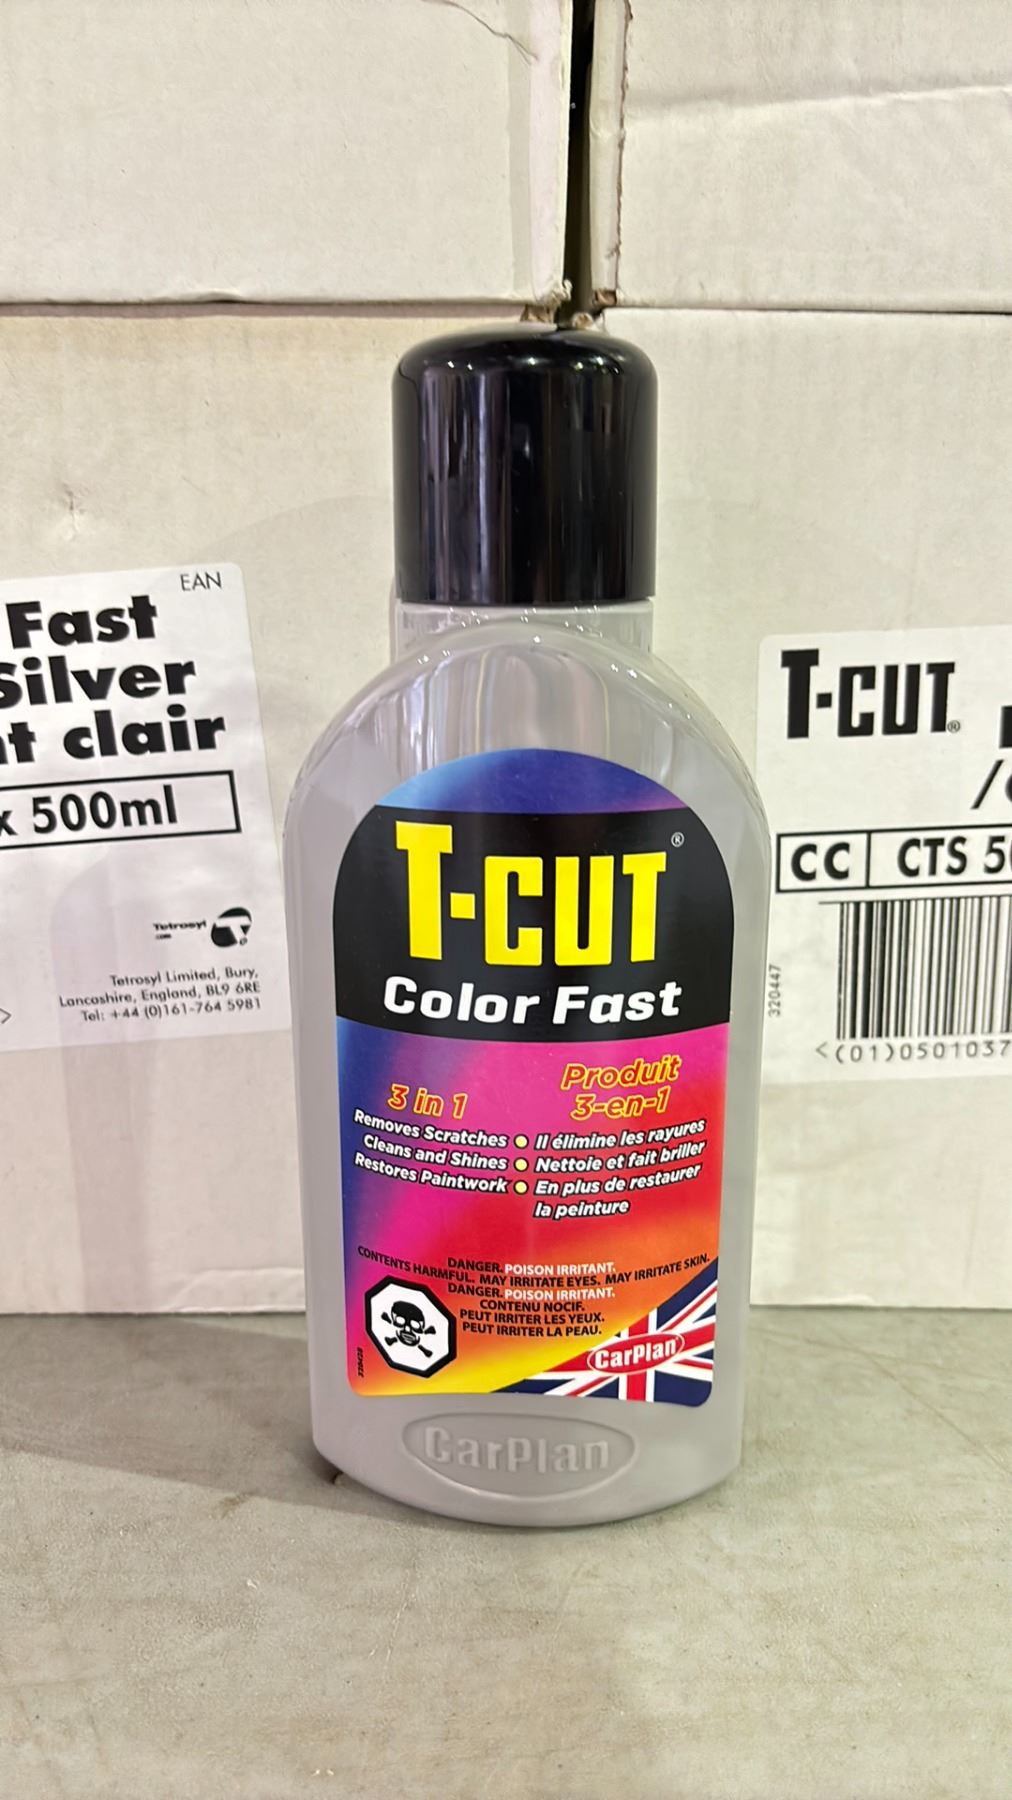 EAN
Fast
Silver
clair
x 500ml
Tetrosyl
.com
Tetrosyl Limited, Bury,
Lancashire, England, BL9 6RE
Tel: +44 (0)161-764 5981
>
T-CUT®
CC CTS
320447
<(01)0501037
T-CUT®
Color Fast
3 in 1
Removes Scratches
Cleans and Shines
Restores Paintwork
Produit
3-en-1
Il élimine les rayures
Nettoie et fait briller
En plus de restaurer
la peinture
DANGER. POISON IRRITANT.
CONTENTS HARMFUL. MAY IRRITATE EYES. MAY IRRITATE SKIN.
DANGER. POISON IRRITANT.
CONTENU NOCIF.
PEUT IRRITER LES YEUX.
PEUT IRRITER LA PEAU.
CarPlan®
CarPlan